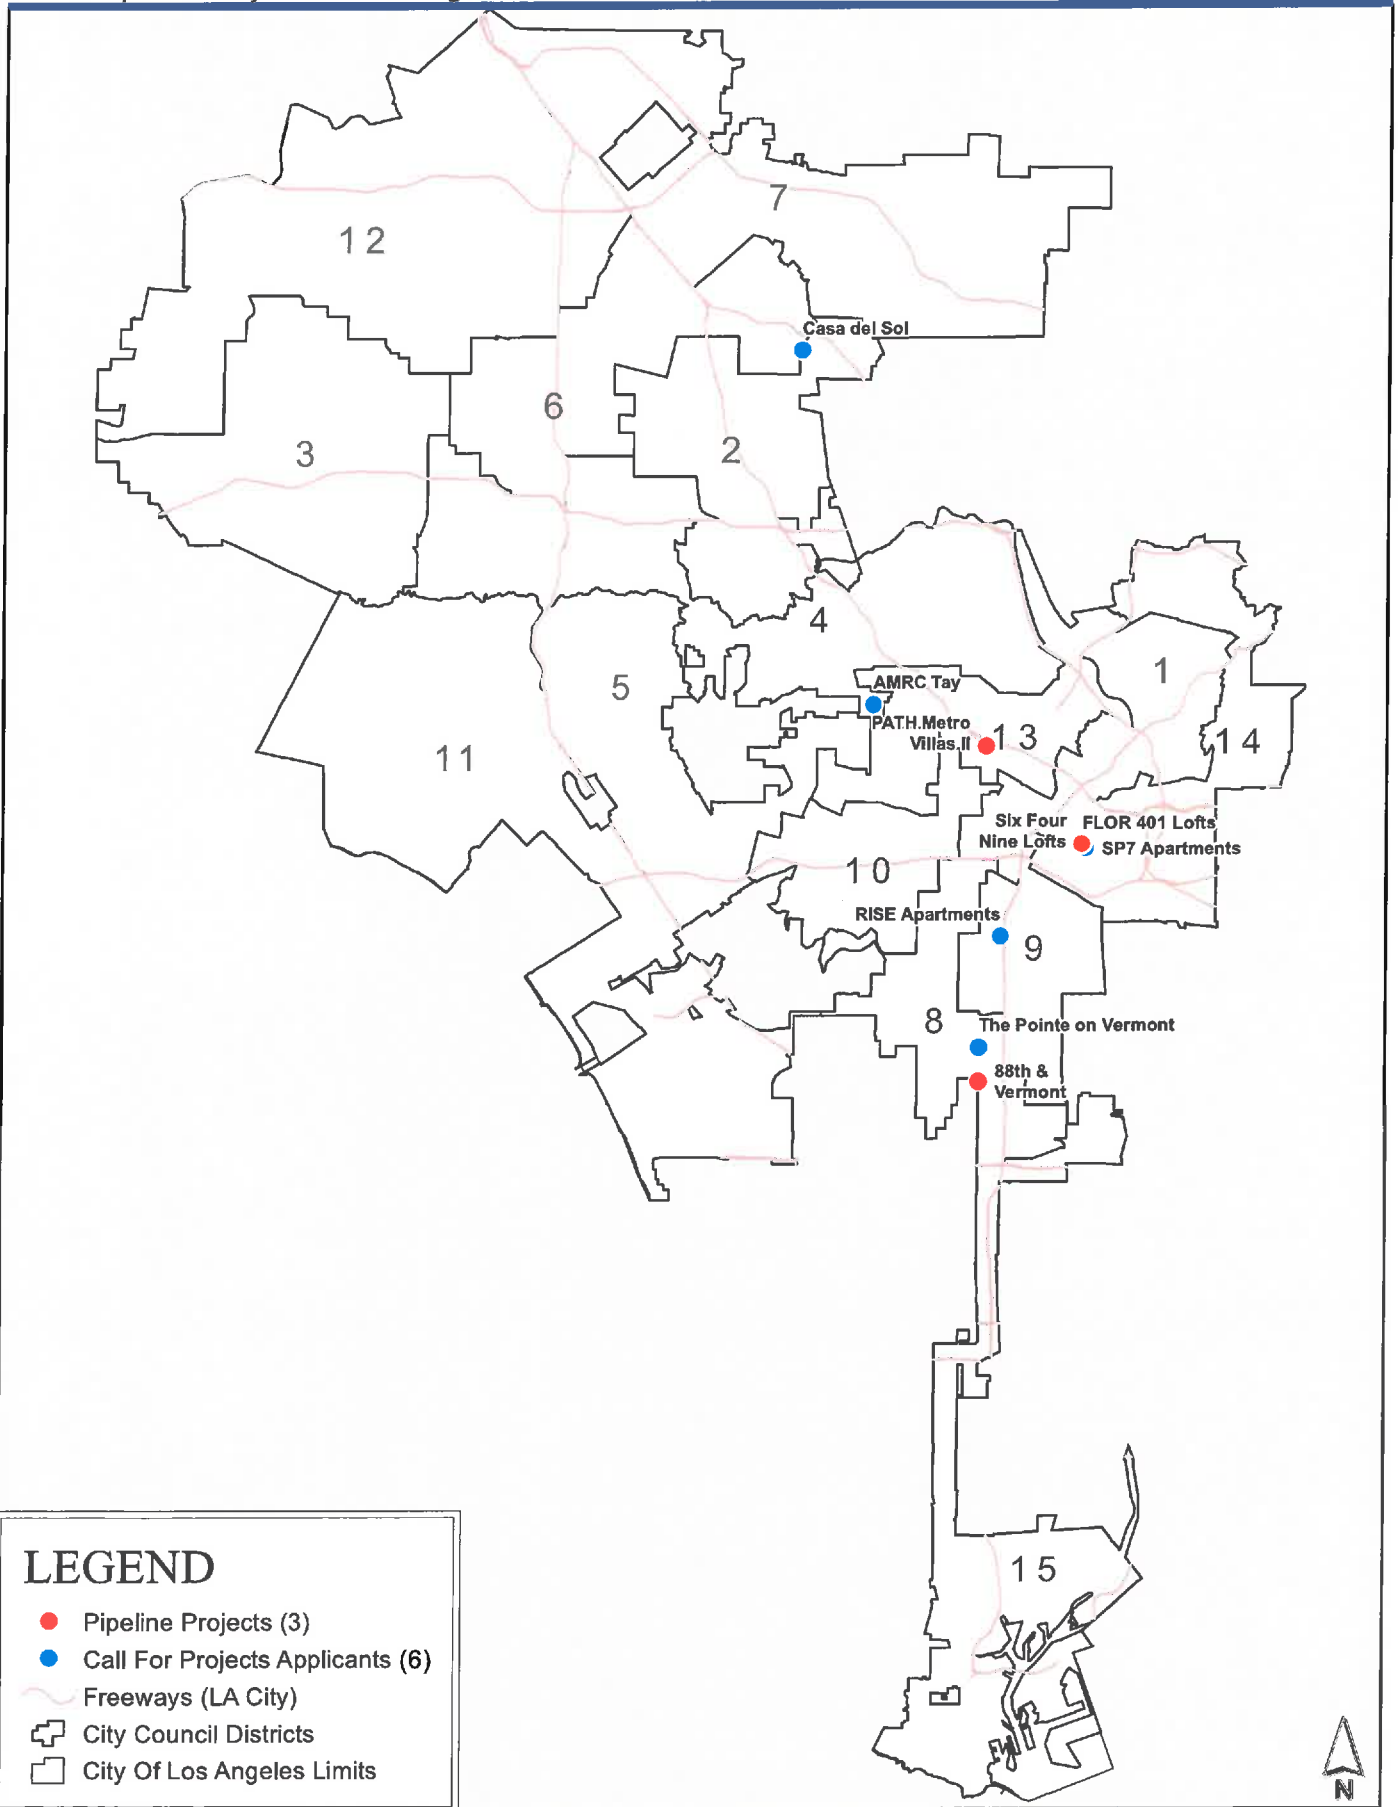 7
12
Casa del Sol
6
2
3
4
1
AMRC Tay
5
PATH Metro
Villas II
13
14
11
Six Four
Nine Lofts
FLOR 401 Lofts
SP7 Apartments
10
RISE Apartments
9
8
The Pointe on Vermont
88th &
Vermont
15
LEGEND
Pipeline Projects (3)
Call For Projects Applicants (6)
Freeways (LA City)
City Council Districts
City Of Los Angeles Limits
N